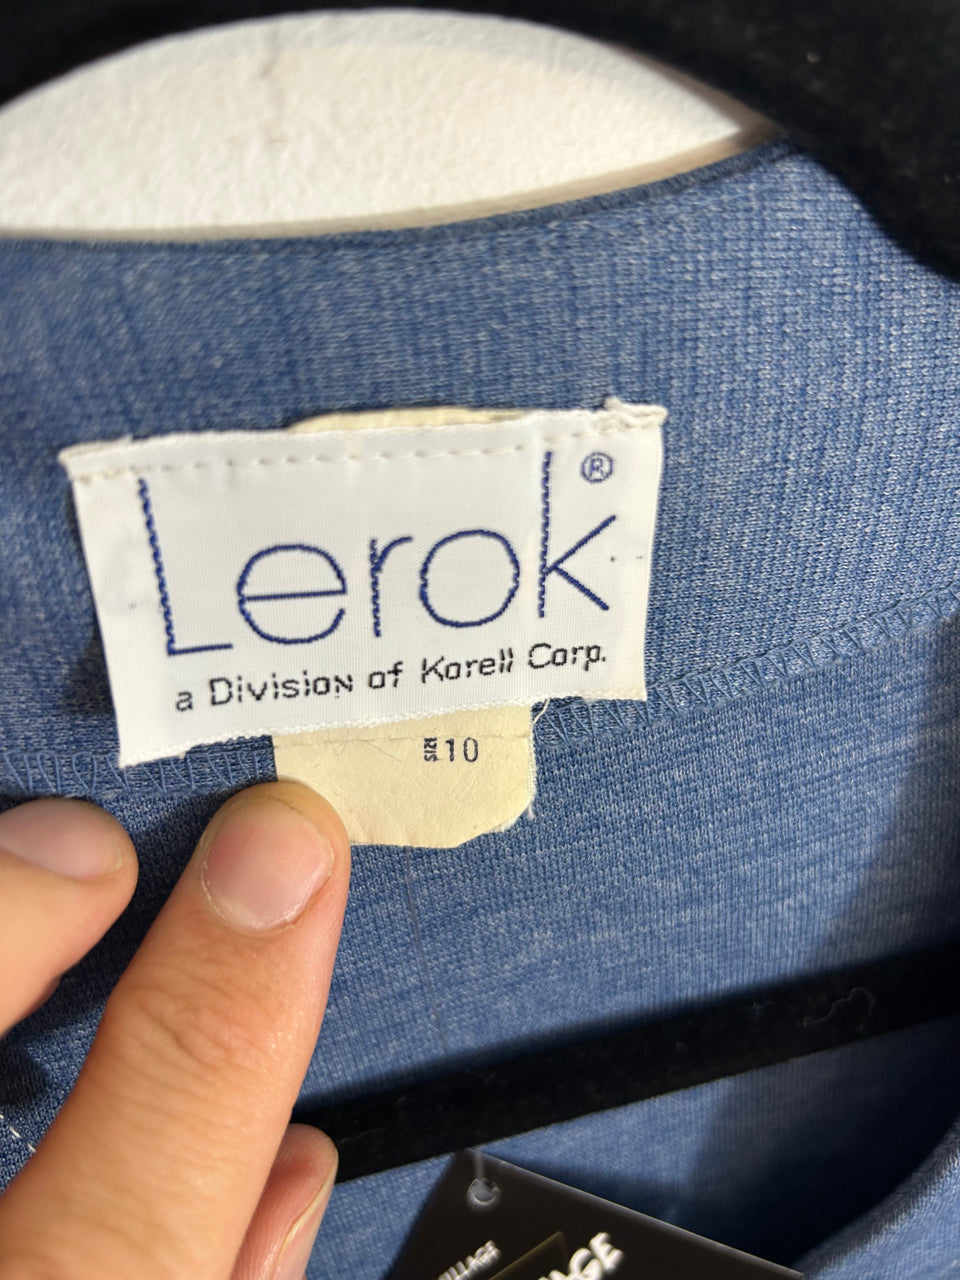 Lerok®
a Division of Korell Corp.
SIZE 10